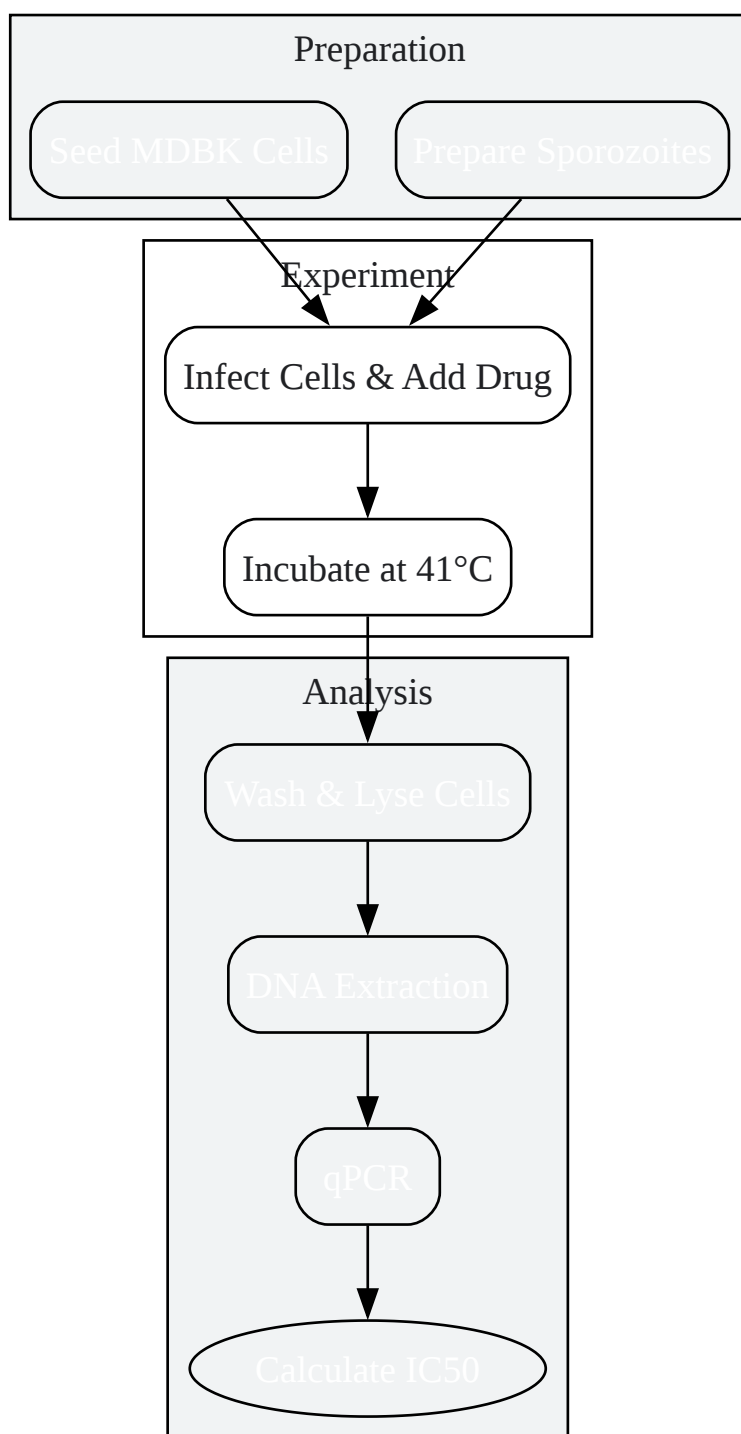 Preparation
Seed MDBK Cells
Prepare Sporozoites
Experiment
Infect Cells & Add Drug
Incubate at 41°C
Analysis
Wash & Lyse Cells
DNA Extraction
qPCR
Calculate IC50